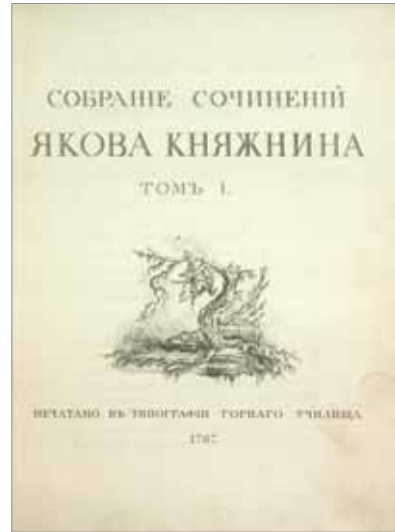 СОБРАНІЕ СОЧИНЕНІЙ
ЯКОВА КНЯЖНИНА
ТОМЪ I.
ПЕЧАТАНО ВЪ ТИПОГРАФІИ ГОРНАГО УЧИЛИЩА
1787.